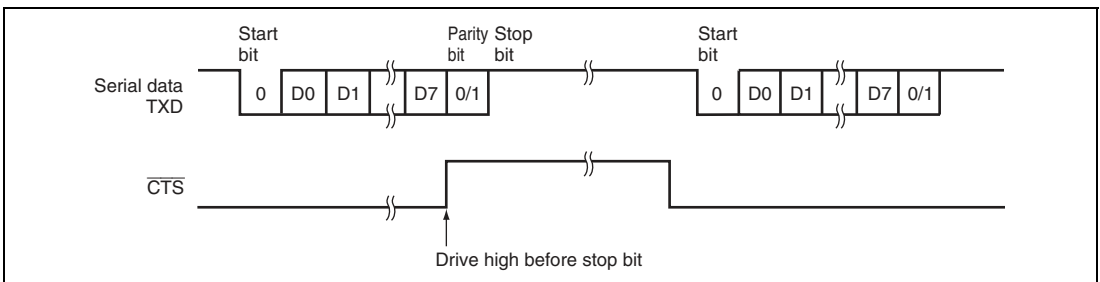 Start
bit
Parity
bit
Stop
bit
Start
bit
Serial data
TXD
0 D0 D1 D7 0/1
0 D0 D1 D7 0/1
CTS
Drive high before stop bit